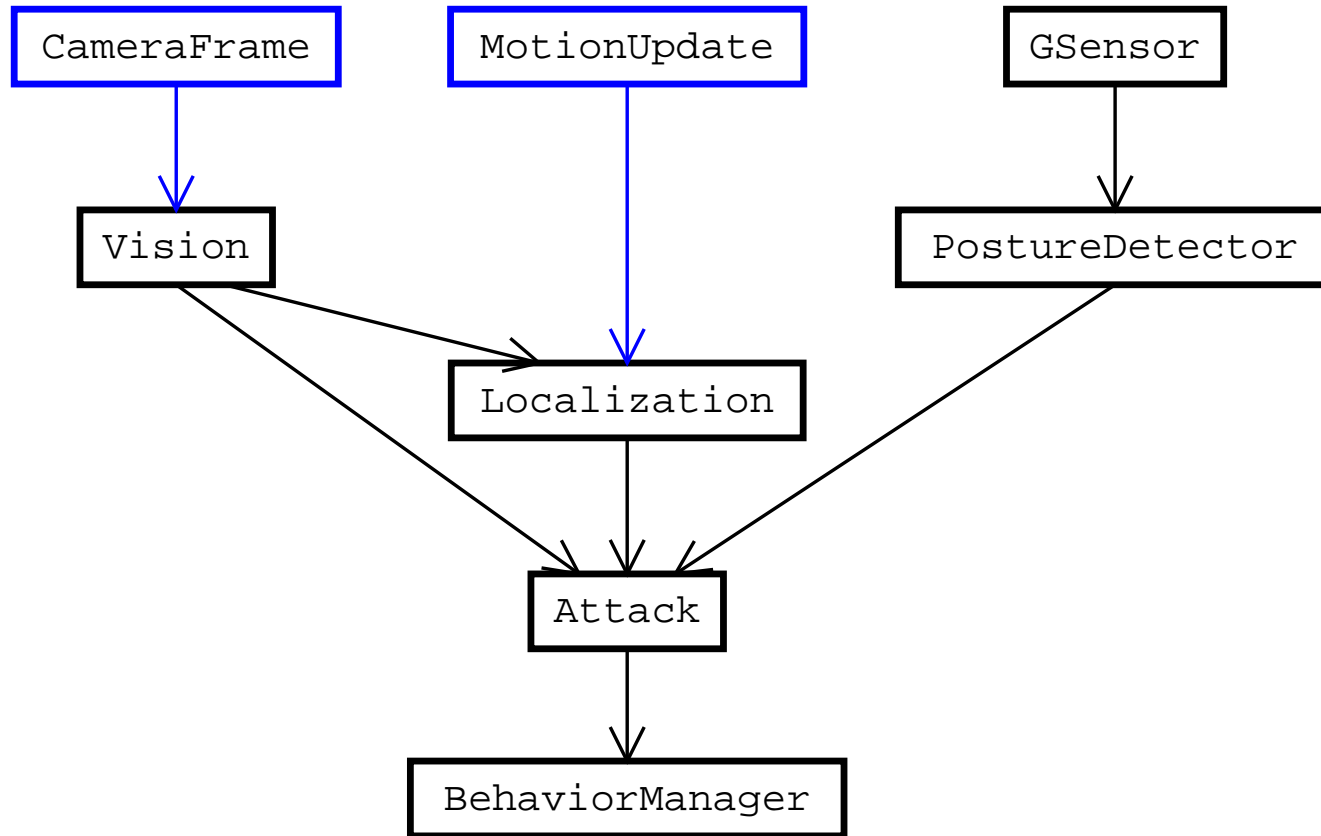 CameraFrame
MotionUpdate
GSensor
Vision
PostureDetector
Localization
Attack
BehaviorManager